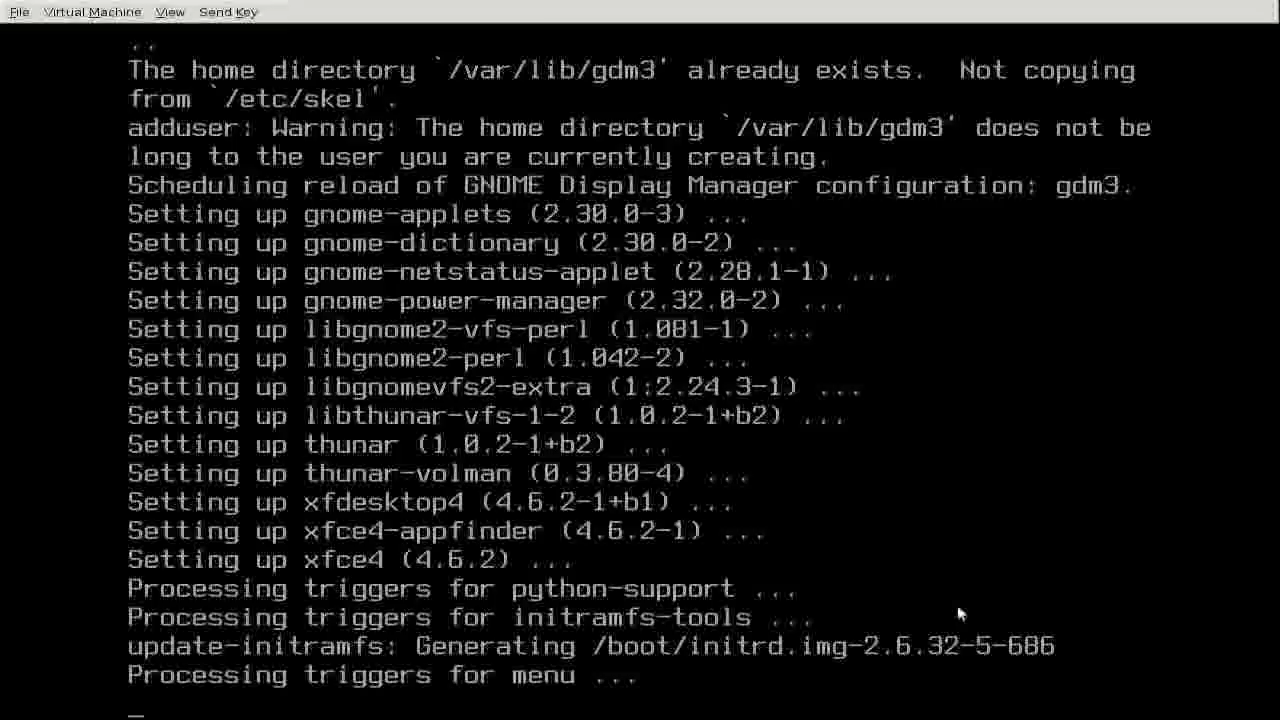 File Virtual Machine View Send Key
..
The home directory `/var/lib/gdm3' already exists.  Not copying
from `/etc/skel'.
adduser: Warning: The home directory `/var/lib/gdm3' does not be
long to the user you are currently creating.
Scheduling reload of GNOME Display Manager configuration: gdm3.
Setting up gnome-applets (2.30.0-3) ...
Setting up gnome-dictionary (2.30.0-2) ...
Setting up gnome-netstatus-applet (2.28.1-1) ...
Setting up gnome-power-manager (2.32.0-2) ...
Setting up libgnome2-vfs-perl (1.081-1) ...
Setting up libgnome2-perl (1.042-2) ...
Setting up libgnomevfs2-extra (1:2.24.3-1) ...
Setting up libthunar-vfs-1-2 (1.0.2-1+b2) ...
Setting up thunar (1.0.2-1+b2) ...
Setting up thunar-volman (0.3.80-4) ...
Setting up xfdesktop4 (4.6.2-1+b1) ...
Setting up xfce4-appfinder (4.6.2-1) ...
Setting up xfce4 (4.6.2) ...
Processing triggers for python-support ...
Processing triggers for initramfs-tools ...
update-initramfs: Generating /boot/initrd.img-2.6.32-5-686
Processing triggers for menu ...